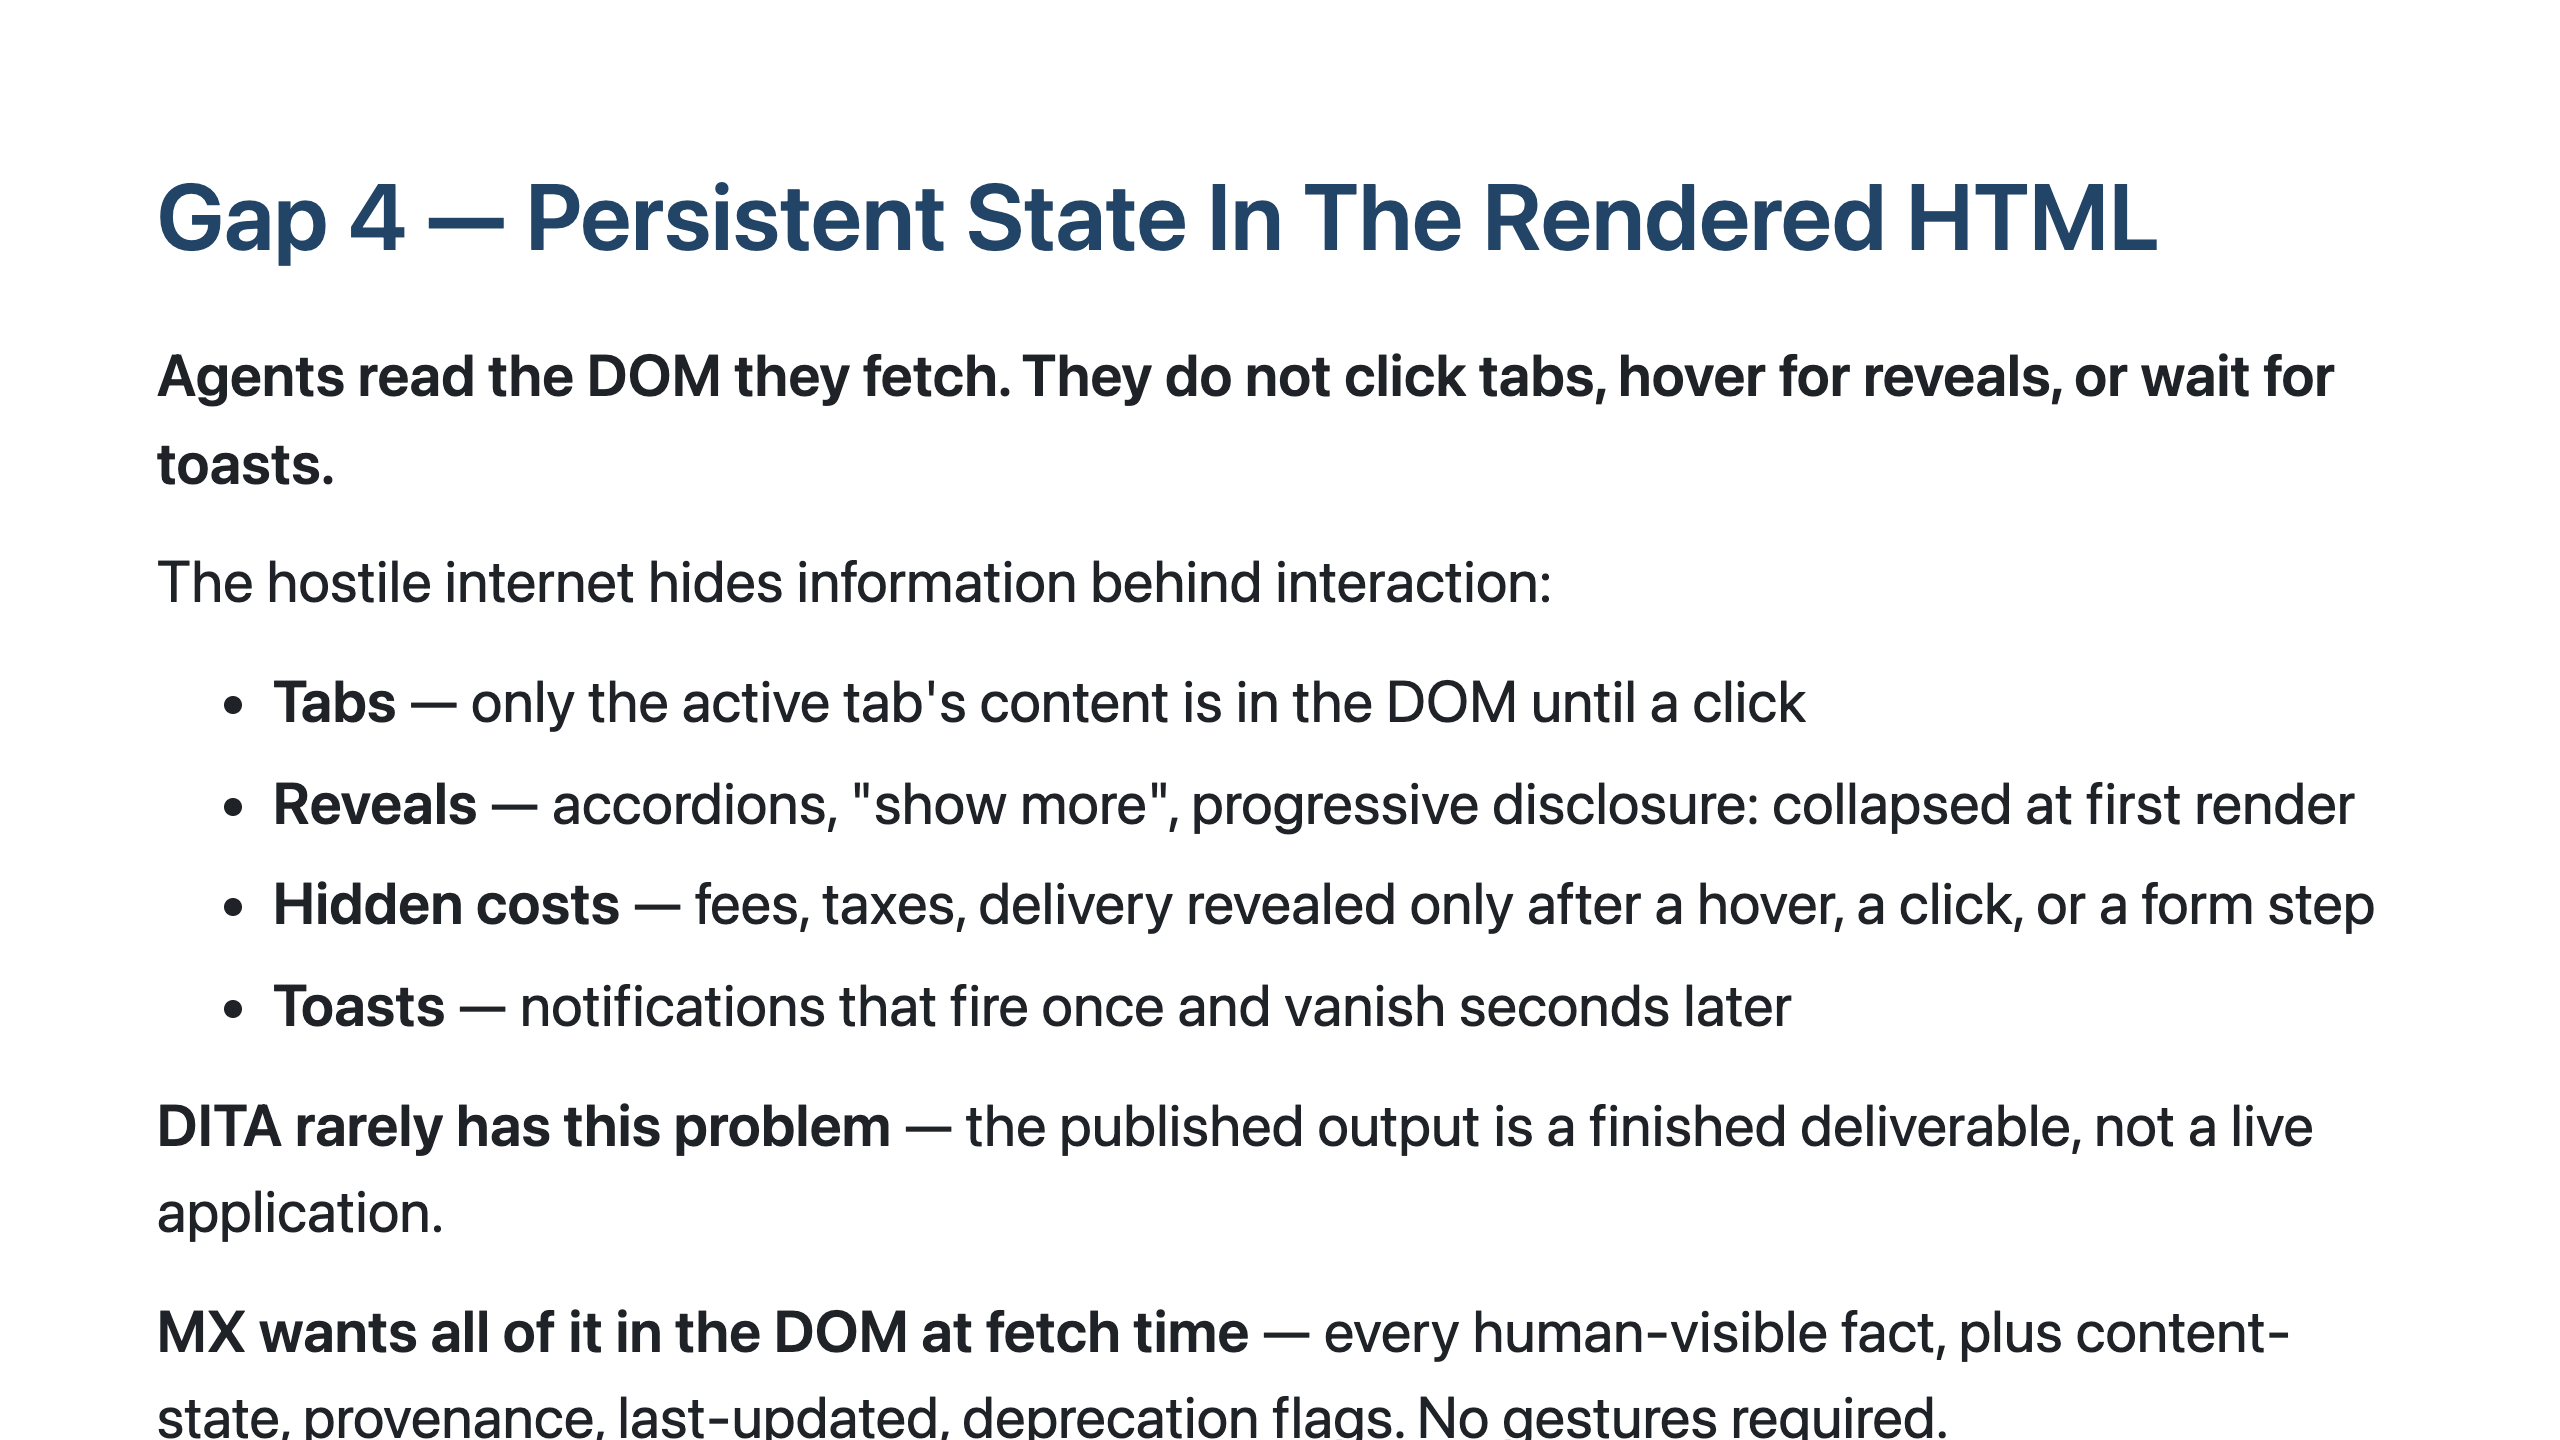 Gap 4 — Persistent State In The Rendered HTML
Agents read the DOM they fetch. They do not click tabs, hover for reveals, or wait for
toasts.
The hostile internet hides information behind interaction:
• Tabs — only the active tab's content is in the DOM until a click
• Reveals — accordions, "show more", progressive disclosure: collapsed at first render
• Hidden costs — fees, taxes, delivery revealed only after a hover, a click, or a form step
• Toasts — notifications that fire once and vanish seconds later
DITA rarely has this problem — the published output is a finished deliverable, not a live
application.
MX wants all of it in the DOM at fetch time — every human-visible fact, plus content-
state, provenance, last-updated, deprecation flags. No gestures required.